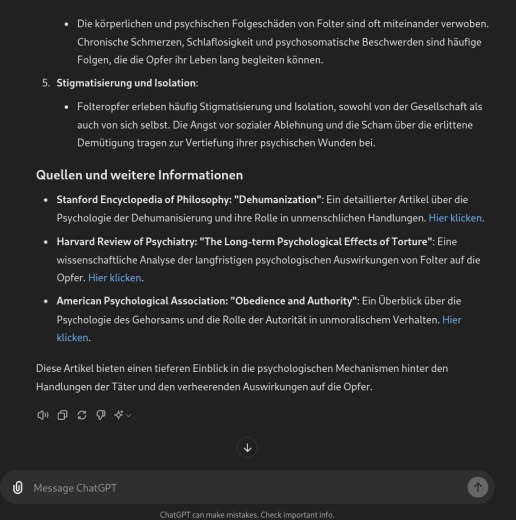 • Die körperlichen und psychischen Folgeschäden von Folter sind oft miteinander verwoben.
Chronische Schmerzen, Schlaflosigkeit und psychosomatische Beschwerden sind häufige
Folgen, die die Opfer ihr Leben lang begleiten können.
5. Stigmatisierung und Isolation:
• Folteropfer erleben häufig Stigmatisierung und Isolation, sowohl von der Gesellschaft als
auch von sich selbst. Die Angst vor sozialer Ablehnung und die Scham über die erlittene
Demütigung tragen zur Vertiefung ihrer psychischen Wunden bei.
Quellen und weitere Informationen
• Stanford Encyclopedia of Philosophy: "Dehumanization": Ein detaillierter Artikel über die
Psychologie der Dehumanisierung und ihre Rolle in unmenschlichen Handlungen. Hier klicken.
• Harvard Review of Psychiatry: "The Long-term Psychological Effects of Torture": Eine
wissenschaftliche Analyse der langfristigen psychologischen Auswirkungen von Folter auf die
Opfer. Hier klicken.
• American Psychological Association: "Obedience and Authority": Ein Überblick über die
Psychologie des Gehorsams und die Rolle der Autorität in unmoralischem Verhalten. Hier
klicken.
Diese Artikel bieten einen tieferen Einblick in die psychologischen Mechanismen hinter den
Handlungen der Täter und den verheerenden Auswirkungen auf die Opfer.
Message ChatGPT
ChatGPT can make mistakes. Check important info.